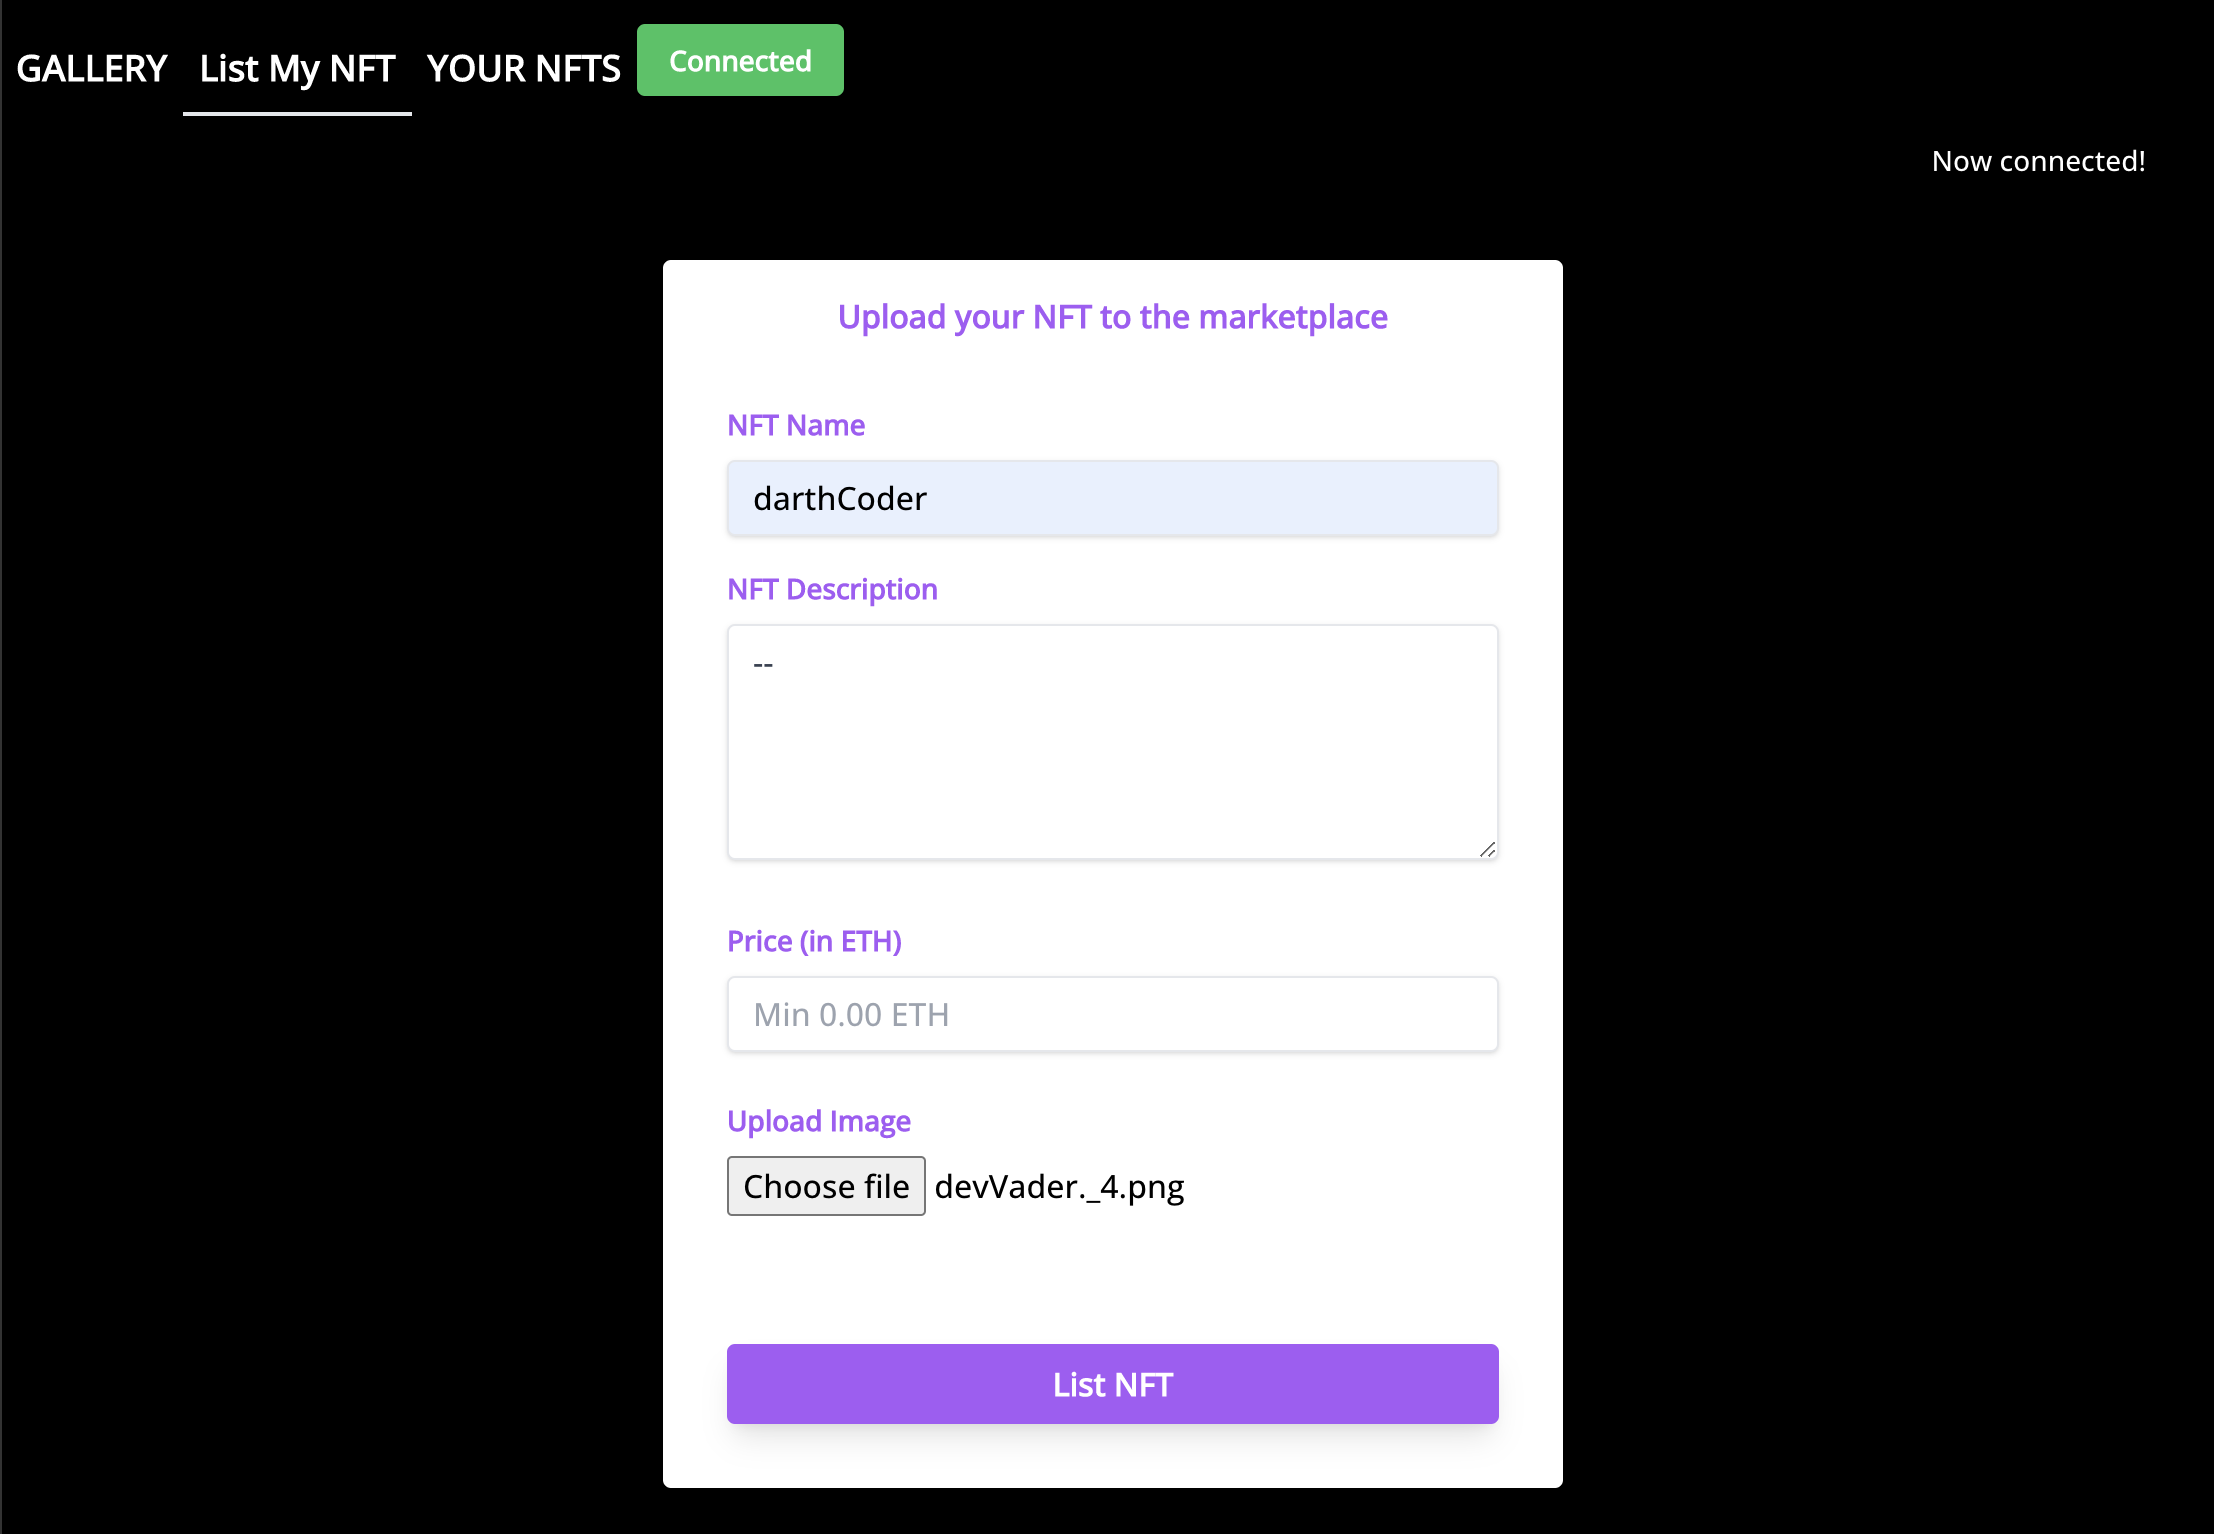 GALLERY List My NFT YOUR NFTS Connected
Now connected!
Upload your NFT to the marketplace
NFT Name
darthCoder
NFT Description
--
Price (in ETH)
Min 0.00 ETH
Upload Image
Choose file devVader._4.png
List NFT